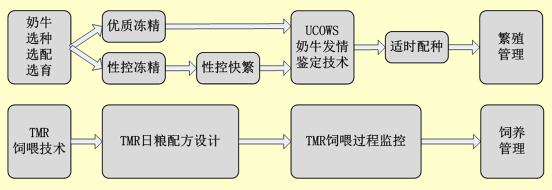 奶牛
选种
选配
选育
优质冻精
性控冻精
性控快繁
UCOWS
奶牛发情
鉴定技术
适时配种
繁殖
管理
TMR
饲喂技术
TMR日粮配方设计
TMR饲喂过程监控
饲养
管理